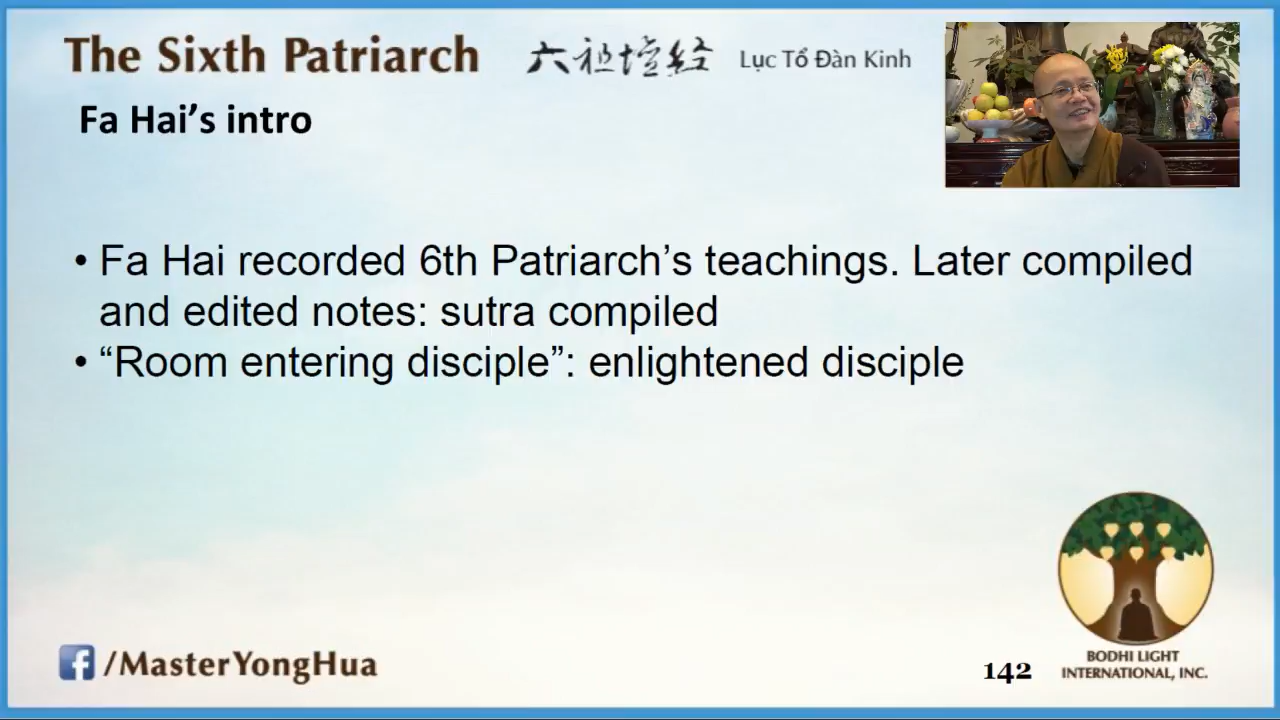 The Sixth Patriarch 六祖壇经 Lục Tổ Đàn Kinh
Fa Hai's intro
• Fa Hai recorded 6th Patriarch's teachings. Later compiled
and edited notes: sutra compiled
• “Room entering disciple”: enlightened disciple
f/MasterYongHua
142
BODHI LIGHT
INTERNATIONAL, INC.